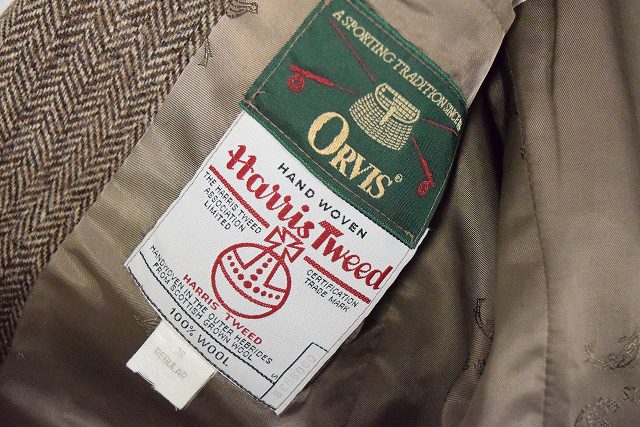 A SPORTING TRADITION SINCE
ORVIS®
HAND WOVEN
Harris Tweed
THE HARRIS TWEED
ASSOCIATION
LIMITED
CERTIFICATION
TRADE MARK
HARRIS TWEED
HANDWOVEN IN THE OUTER HEBRIDES
FROM SCOTTISH GROWN WOOL
100% WOOL
38
REGULAR